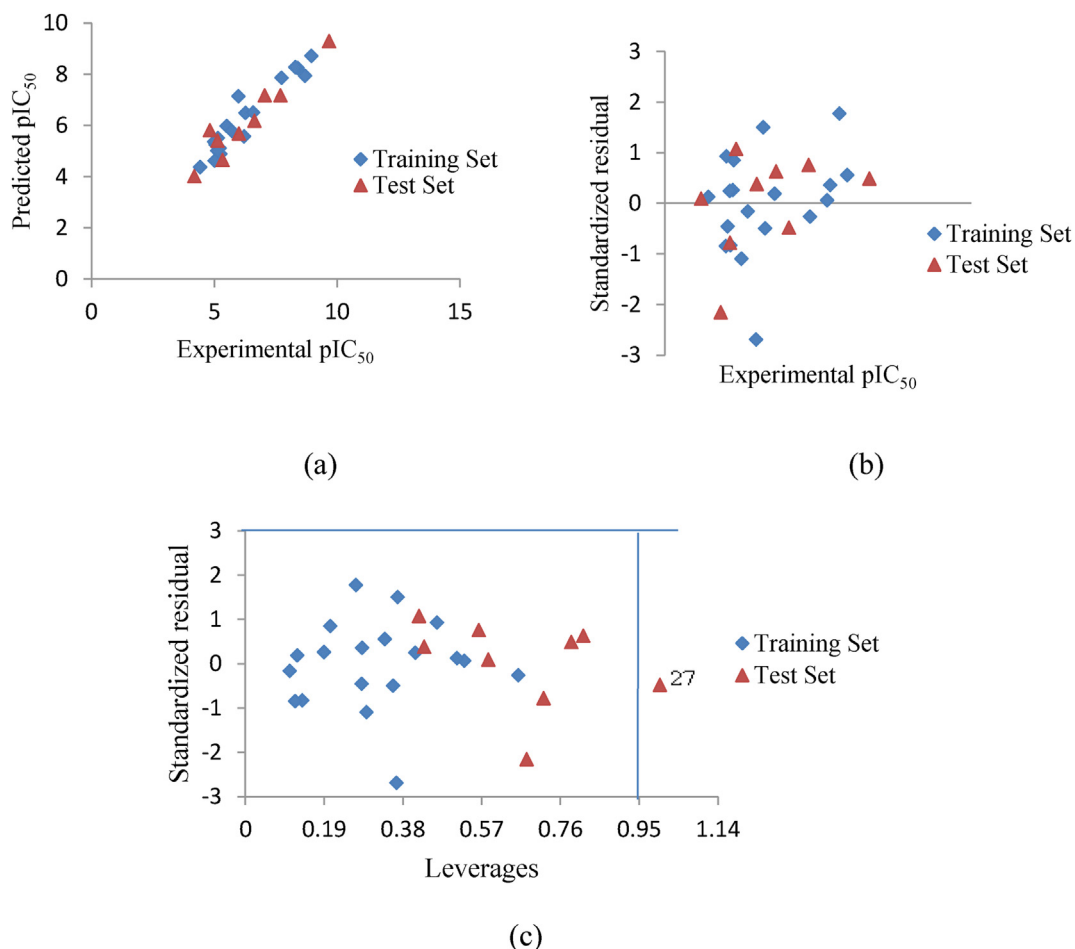 10
8
6
4
2
0
Predicted pIC50
0 5 10 15
Experimental pIC50
Training Set
Test Set
(a)
3
2
1
0
-1
-2
-3
Standardized residual
Experimental pIC50
Training Set
Test Set
(b)
3
2
1
0
-1
-2
-3
Standardized residual
27
0 0.19 0.38 0.57 0.76 0.95 1.14
Leverages
Training Set
Test Set
(c)